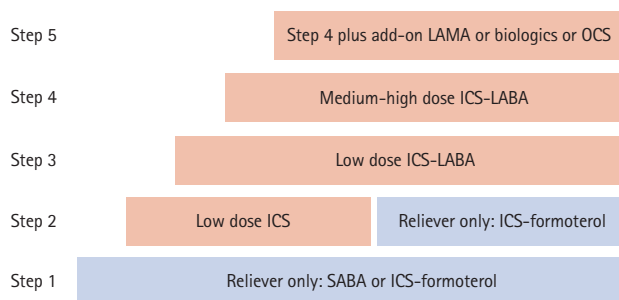 Step 5
Step 4 plus add-on LAMA or biologics or OCS
Step 4
Medium-high dose ICS-LABA
Step 3
Low dose ICS-LABA
Step 2
Low dose ICS
Reliever only: ICS-formoterol
Step 1
Reliever only: SABA or ICS-formoterol